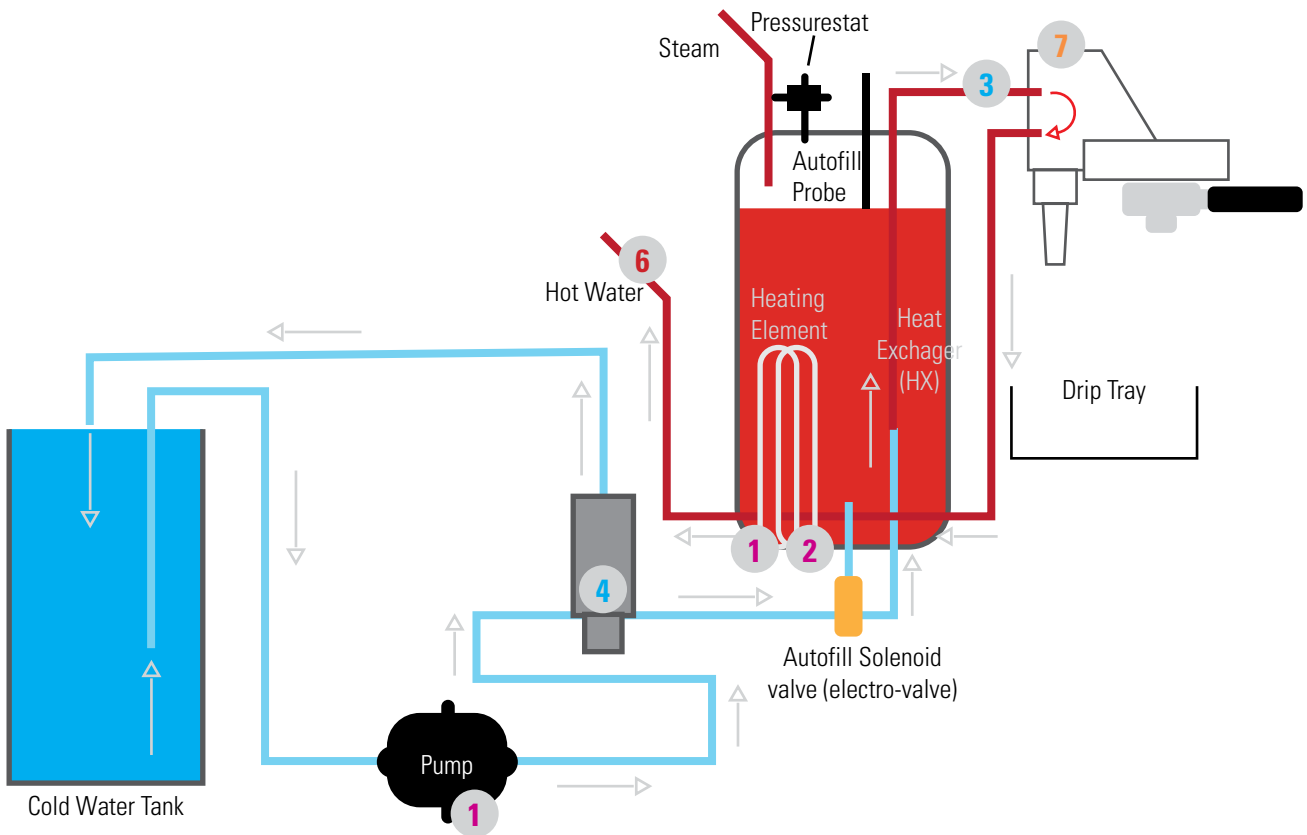 Pressurestat
Steam
7
3
Autofill
Probe
6
Hot Water
Heating
Element
Heat
Exchager
(HX)
Drip Tray
1
2
4
Autofill Solenoid
valve (electro-valve)
Pump
1
Cold Water Tank